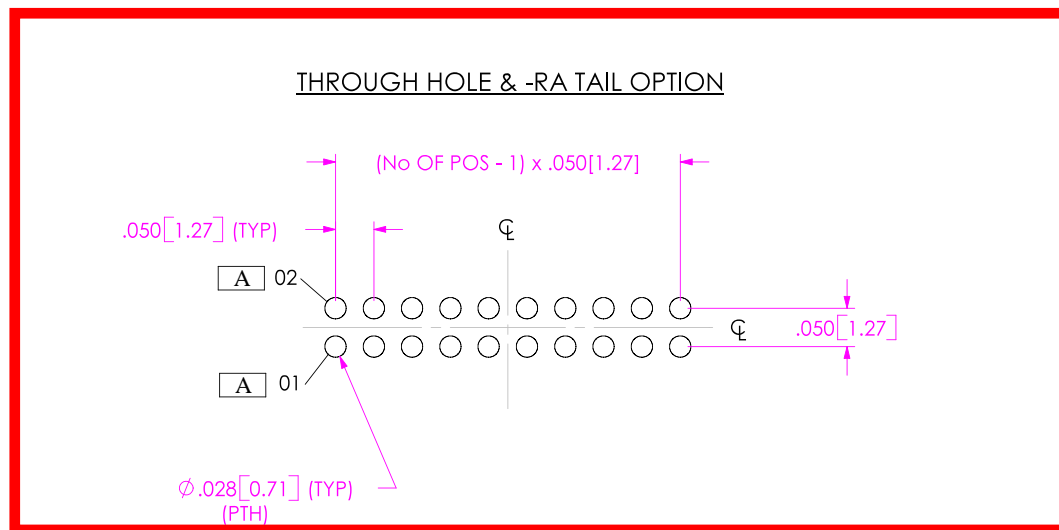 THROUGH HOLE & -RA TAIL OPTION
(No OF POS - 1) x .050[1.27]
.050[1.27] (TYP)
℄
A 02
℄
.050[1.27]
A 01
Ø.028[0.71] (TYP)
(PTH)